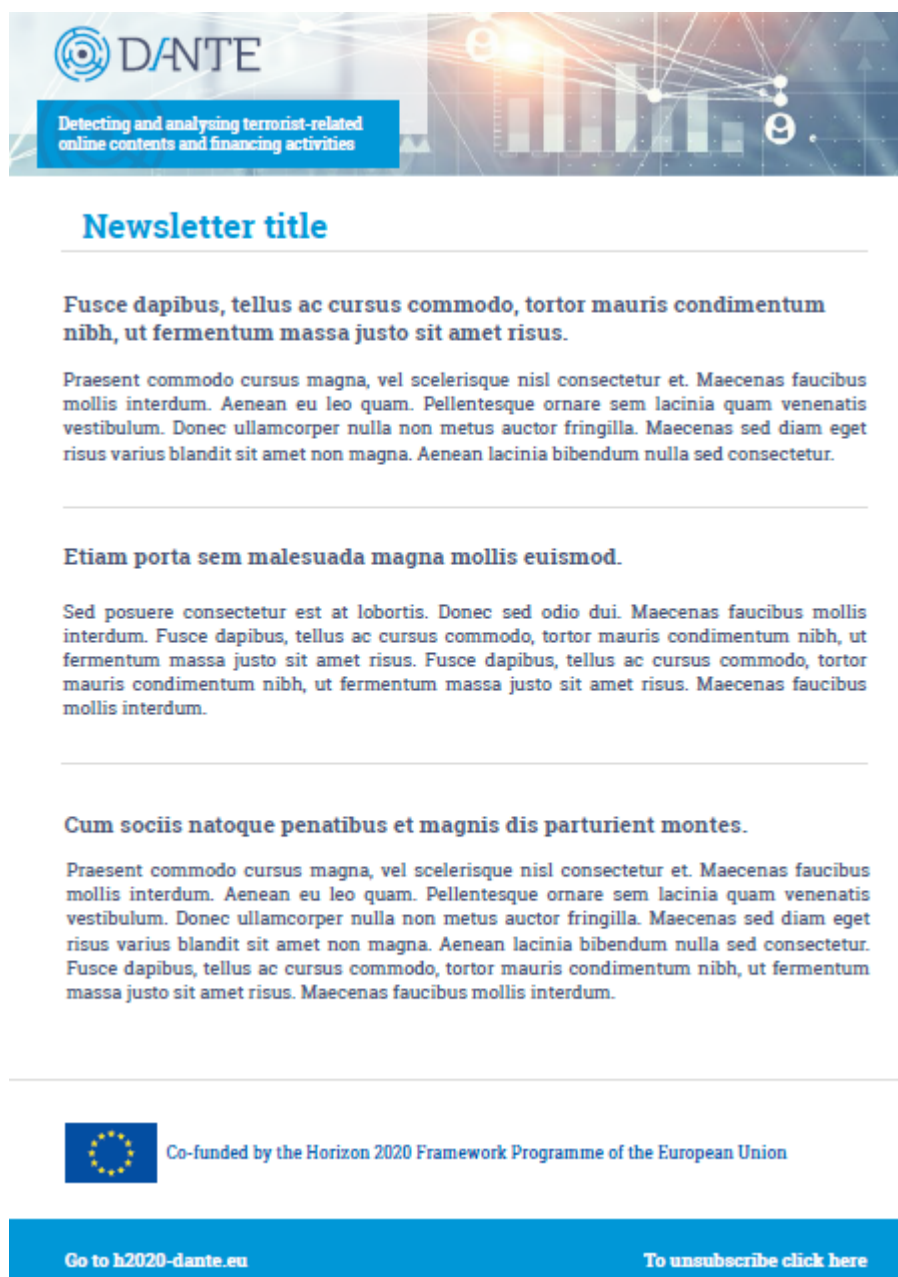 DANTE
Detecting and analysing terrorist-related
online contents and financing activities
Newsletter title
Fusce dapibus, tellus ac cursus commodo, tortor mauris condimentum
nibh, ut fermentum massa justo sit amet risus.
Praesent commodo cursus magna, vel scelerisque nisl consectetur et. Maecenas faucibus
mollis interdum. Aenean eu leo quam. Pellentesque ornare sem lacinia quam venenatis
vestibulum. Donec ullamcorper nulla non metus auctor fringilla. Maecenas sed diam eget
risus varius blandit sit amet non magna. Aenean lacinia bibendum nulla sed consectetur.
Etiam porta sem malesuada magna mollis euismod.
Sed posuere consectetur est at lobortis. Donec sed odio dui. Maecenas faucibus mollis
interdum. Fusce dapibus, tellus ac cursus commodo, tortor mauris condimentum nibh, ut
fermentum massa justo sit amet risus. Fusce dapibus, tellus ac cursus commodo, tortor
mauris condimentum nibh, ut fermentum massa justo sit amet risus. Maecenas faucibus
mollis interdum.
Cum sociis natoque penatibus et magnis dis parturient montes.
Praesent commodo cursus magna, vel scelerisque nisl consectetur et. Maecenas faucibus
mollis interdum. Aenean eu leo quam. Pellentesque ornare sem lacinia quam venenatis
vestibulum. Donec ullamcorper nulla non metus auctor fringilla. Maecenas sed diam eget
risus varius blandit sit amet non magna. Aenean lacinia bibendum nulla sed consectetur.
Fusce dapibus, tellus ac cursus commodo, tortor mauris condimentum nibh, ut fermentum
massa justo sit amet risus. Maecenas faucibus mollis interdum.
Co-funded by the Horizon 2020 Framework Programme of the European Union
Go to h2020-dante.eu
To unsubscribe click here